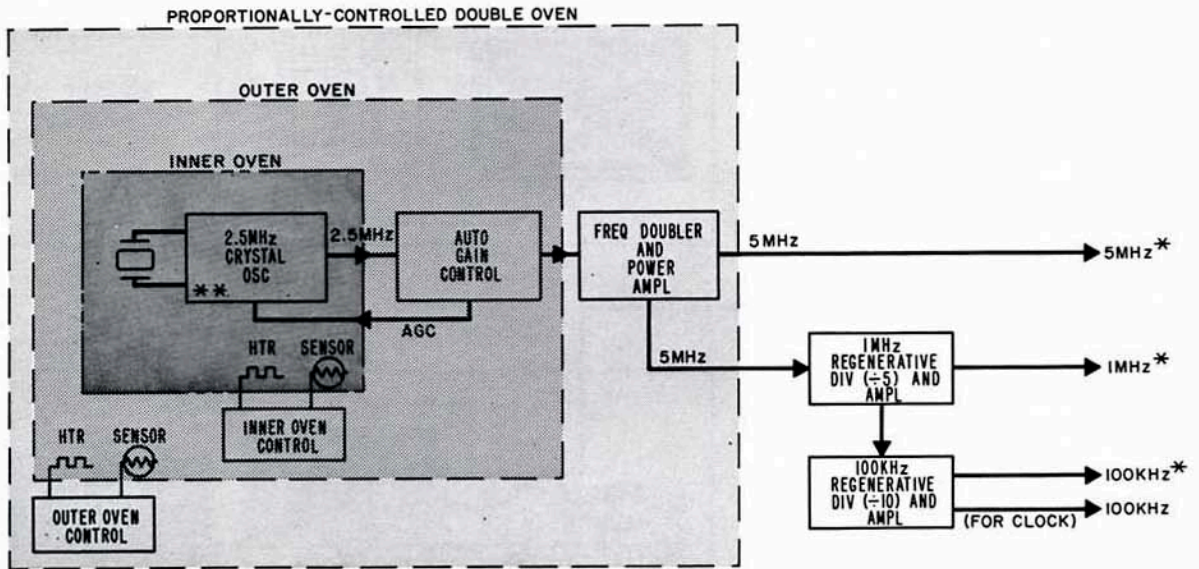 PROPORTIONALLY-CONTROLLED DOUBLE OVEN
OUTER OVEN
INNER OVEN
2.5MHz
CRYSTAL
OSC
**
2.5MHz
AUTO
GAIN
CONTROL
AGC
FREQ DOUBLER
AND
POWER
AMPL
5MHz
5MHz*
5MHz
1MHz
REGENERATIVE
DIV (÷5) AND
AMPL
1MHz*
HTR
SENSOR
INNER OVEN
CONTROL
HTR
SENSOR
OUTER OVEN
CONTROL
100KHz
REGENERATIVE
DIV (÷10) AND
AMPL
100KHz*
(FOR CLOCK)
100KHz